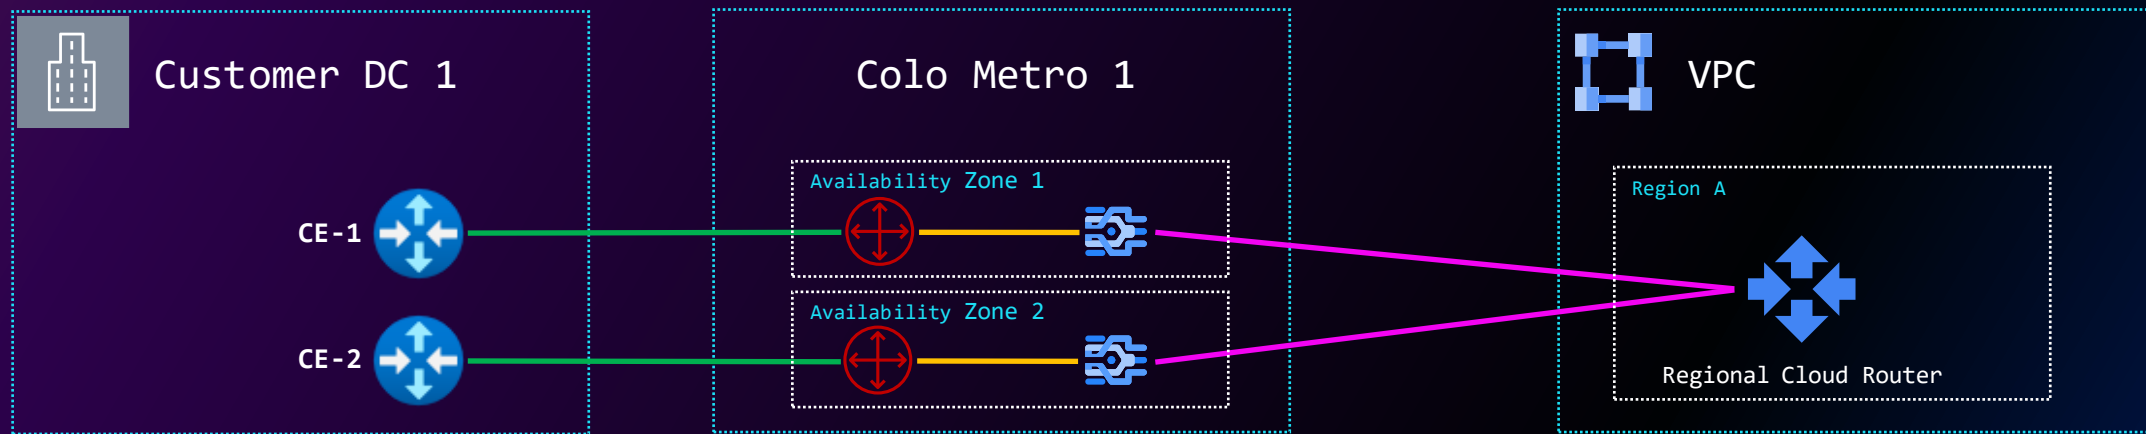 Customer DC 1
Colo Metro 1
VPC
Availability Zone 1
Region A
CE-1
Availability Zone 2
CE-2
Regional Cloud Router